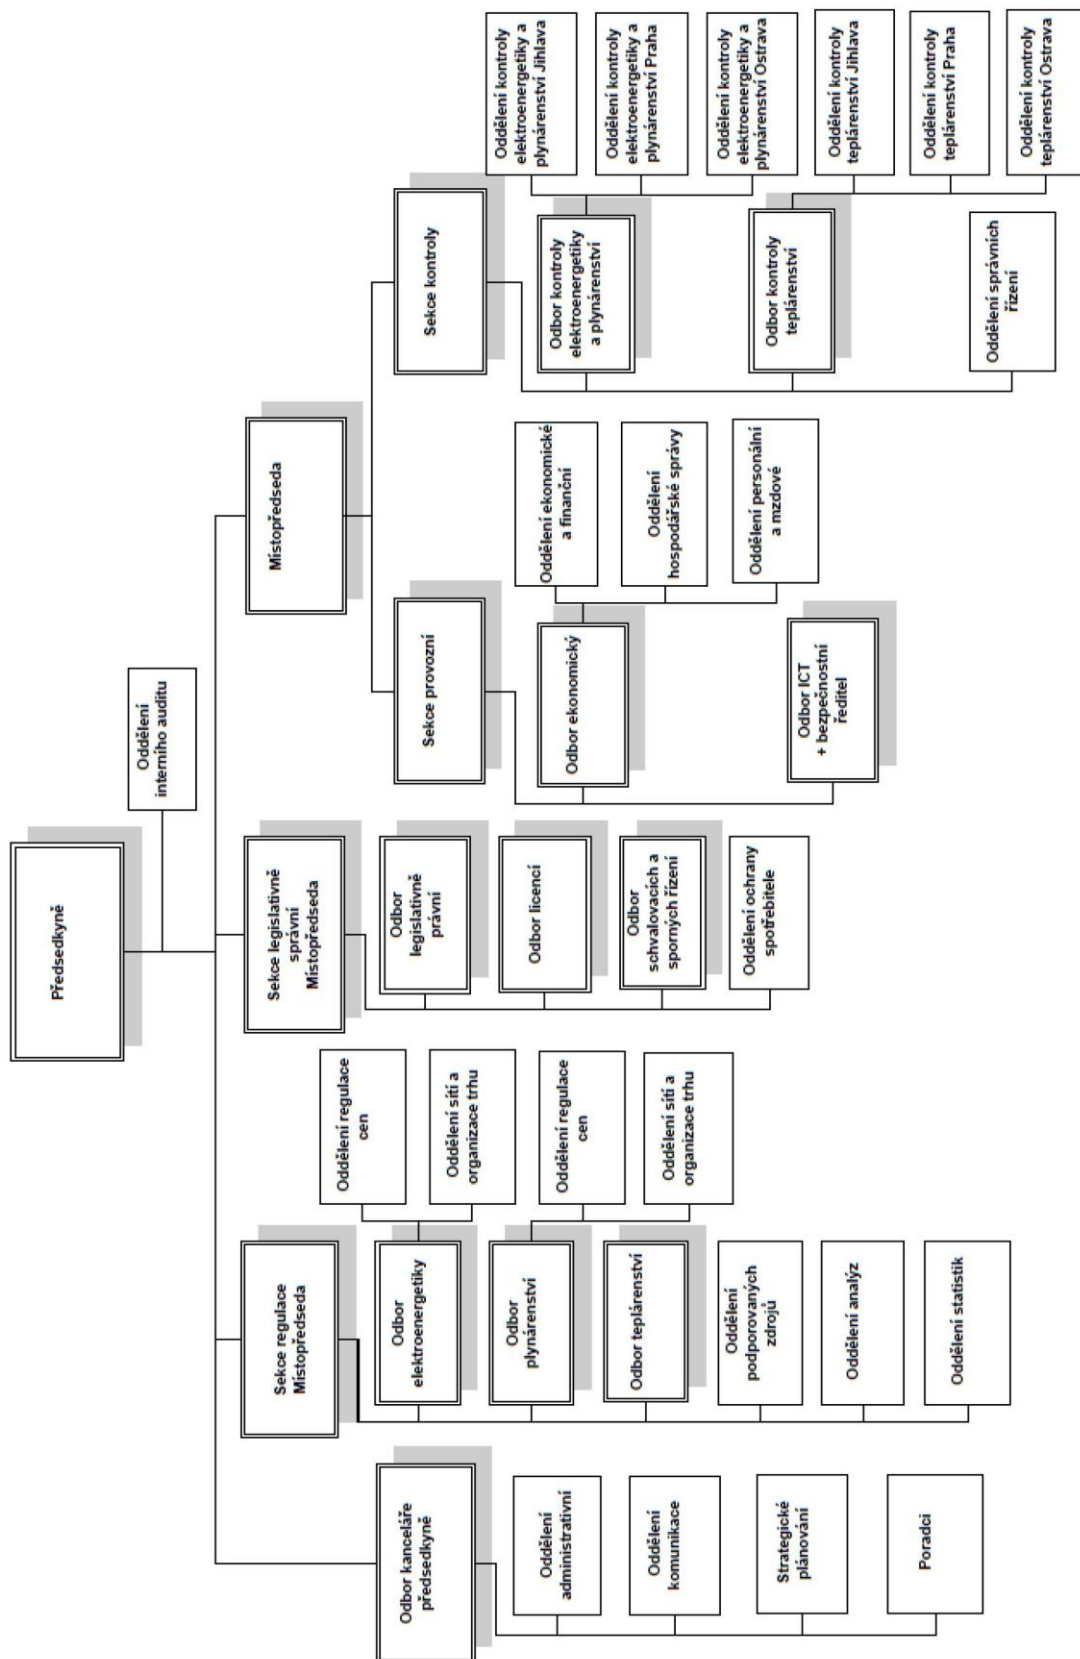 Předsedkyně
Oddělení
interního auditu
Odbor kanceláře
předsedkyně
Oddělení
administrativní
Oddělení
komunikace
Strategické
plánování
Poradci
Sekce regulace
Místopředseda
Odbor
elektroenergetiky
Oddělení regulace
cen
Oddělení sítí a
organizace trhu
Odbor
plynárenství
Oddělení regulace
cen
Oddělení sítí a
organizace trhu
Odbor teplárenství
Oddělení
podporovaných
zdrojů
Oddělení analýz
Oddělení statistik
Sekce legislativně
správní
Místopředseda
Odbor
legislativně
právní
Odbor licencí
Odbor
schvalovacích a
sporných řízení
Oddělení ochrany
spotřebitele
Místopředseda
Sekce provozní
Odbor ekonomický
Oddělení ekonomické
a finanční
Oddělení
hospodářské správy
Oddělení personální
a mzdové
Odbor ICT
+ bezpečnostní
ředitel
Sekce kontroly
Odbor kontroly
elektroenergetiky
a plynárenství
Oddělení kontroly
elektroenergetiky a
plynárenství Jihlava
Oddělení kontroly
elektroenergetiky a
plynárenství Praha
Oddělení kontroly
elektroenergetiky a
plynárenství Ostrava
Odbor kontroly
teplárenství
Oddělení kontroly
teplárenství Jihlava
Oddělení kontroly
teplárenství Praha
Oddělení kontroly
teplárenství Ostrava
Oddělení správních
řízení